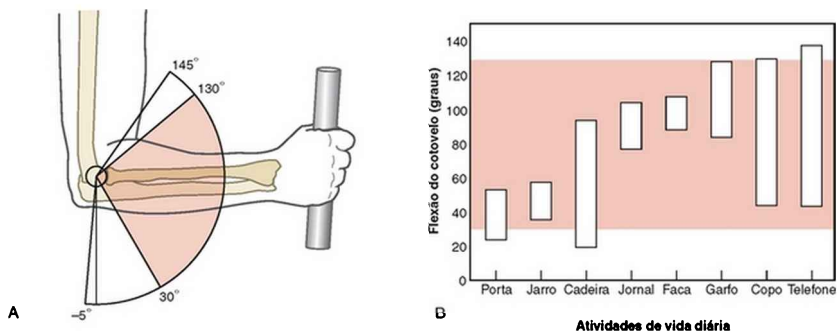 A
145°
130°
30°
–5°
B
Flexão do cotovelo (graus)
140
120
100
80
60
40
20
0
Porta Jarro Cadeira Jornal Faca Garfo Copo Telefone
Atividades de vida diária